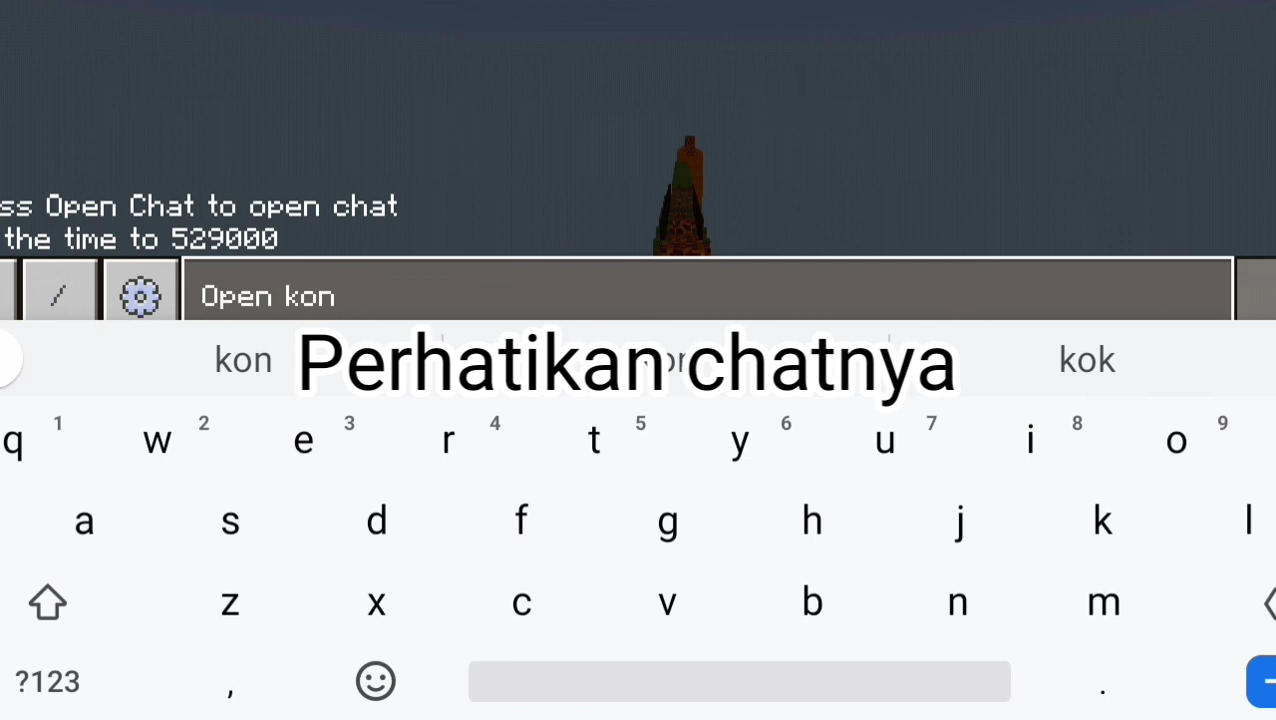 ss Open Chat to open chat
the time to 529000
/
Open kon
kon kok
Perhatikan chatnya
q 1 w 2 e 3 r 4 t 5 y 6 u 7 i 8 o 9
a s d f g h j k l
z x c v b n m
?123 , .